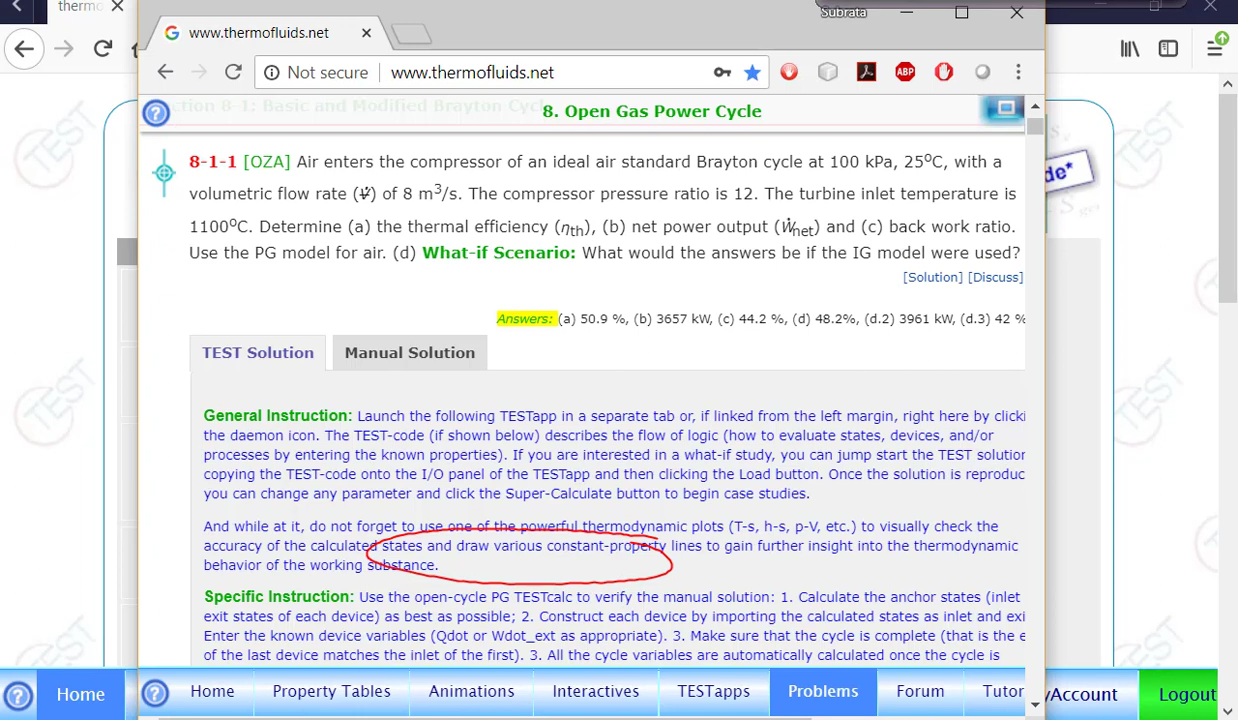 thermo
Subrata
www.thermofluids.net
Not secure www.thermofluids.net
ABP
8. Open Gas Power Cycle
8-1-1 [OZA] Air enters the compressor of an ideal air standard Brayton cycle at 100 kPa, 25ºC, with a
volumetric flow rate (V̇) of 8 m³/s. The compressor pressure ratio is 12. The turbine inlet temperature is
1100ºC. Determine (a) the thermal efficiency (ηth), (b) net power output (Ẇnet) and (c) back work ratio.
Use the PG model for air. (d) What-if Scenario: What would the answers be if the IG model were used?
[Solution] [Discuss]
Answers: (a) 50.9 %, (b) 3657 kW, (c) 44.2 %, (d) 48.2%, (d.2) 3961 kW, (d.3) 42 %
TEST Solution Manual Solution
General Instruction: Launch the following TESTapp in a separate tab or, if linked from the left margin, right here by clicki
the daemon icon. The TEST-code (if shown below) describes the flow of logic (how to evaluate states, devices, and/or
processes by entering the known properties). If you are interested in a what-if study, you can jump start the TEST solution
copying the TEST-code onto the I/O panel of the TESTapp and then clicking the Load button. Once the solution is reproduc
you can change any parameter and click the Super-Calculate button to begin case studies.
And while at it, do not forget to use one of the powerful thermodynamic plots (T-s, h-s, p-V, etc.) to visually check the
accuracy of the calculated states and draw various constant-property lines to gain further insight into the thermodynamic
behavior of the working substance.
Specific Instruction: Use the open-cycle PG TESTcalc to verify the manual solution: 1. Calculate the anchor states (inlet
exit states of each device) as best as possible; 2. Construct each device by importing the calculated states as inlet and exi
Enter the known device variables (Qdot or Wdot_ext as appropriate). 3. Make sure that the cycle is complete (that is the e
of the last device matches the inlet of the first). 3. All the cycle variables are automatically calculated once the cycle is
Home Home Property Tables Animations Interactives TESTapps Problems Forum Tutor yAccount Logout
de*